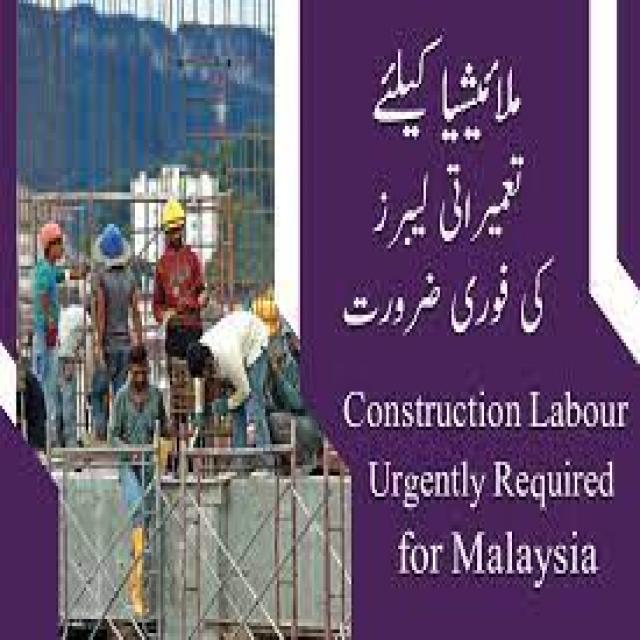 ملائیشیا کیلئے
تعمیراتی لیبرز
کی فوری ضرورت
Construction Labour
Urgently Required
for Malaysia